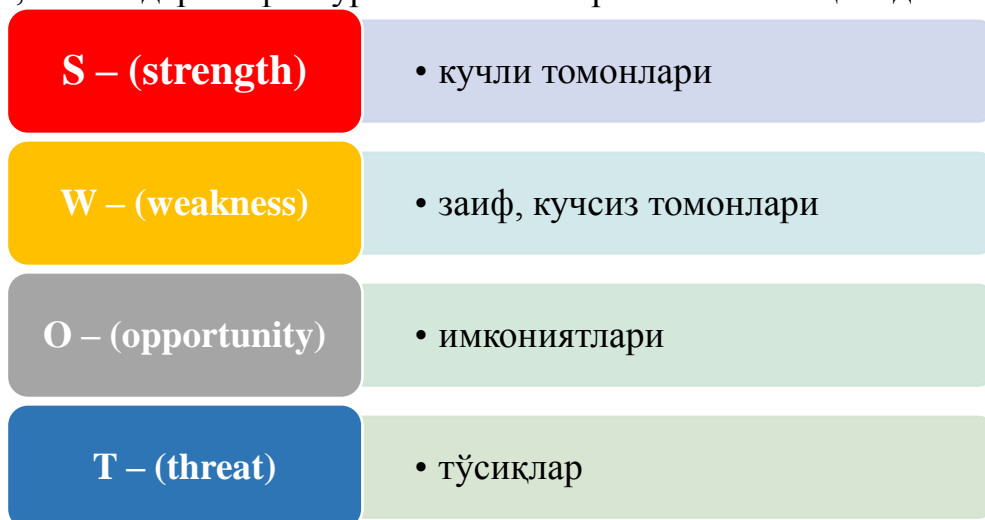 S – (strength)
• кучли томонлари
W – (weakness)
• заиф, кучсиз томонлари
O – (opportunity)
• имкониятлари
T – (threat)
• тўсиқлар